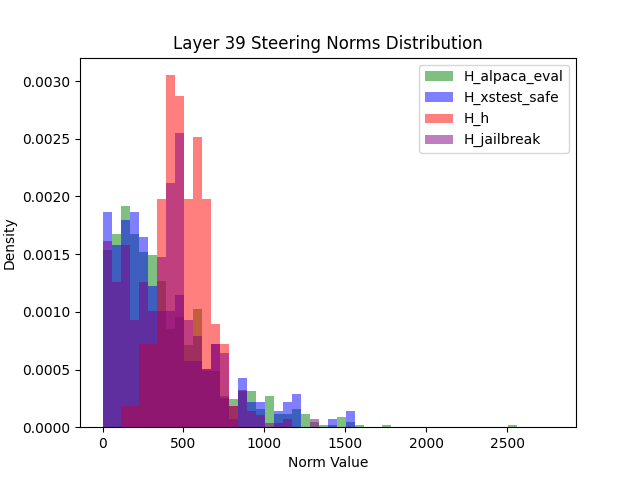 Layer 39 Steering Norms Distribution
H_alpaca_eval
H_xstest_safe
H_h
H_jailbreak
0.0030
0.0025
0.0020
0.0015
0.0010
0.0005
0.0000
Density
0 500 1000 1500 2000 2500
Norm Value